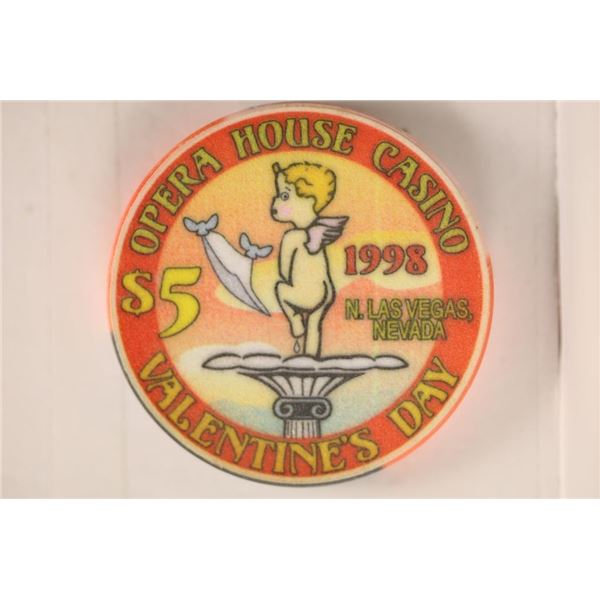 OPERA HOUSE CASINO
$5
1998
N. LAS VEGAS,
NEVADA
VALENTINE'S DAY